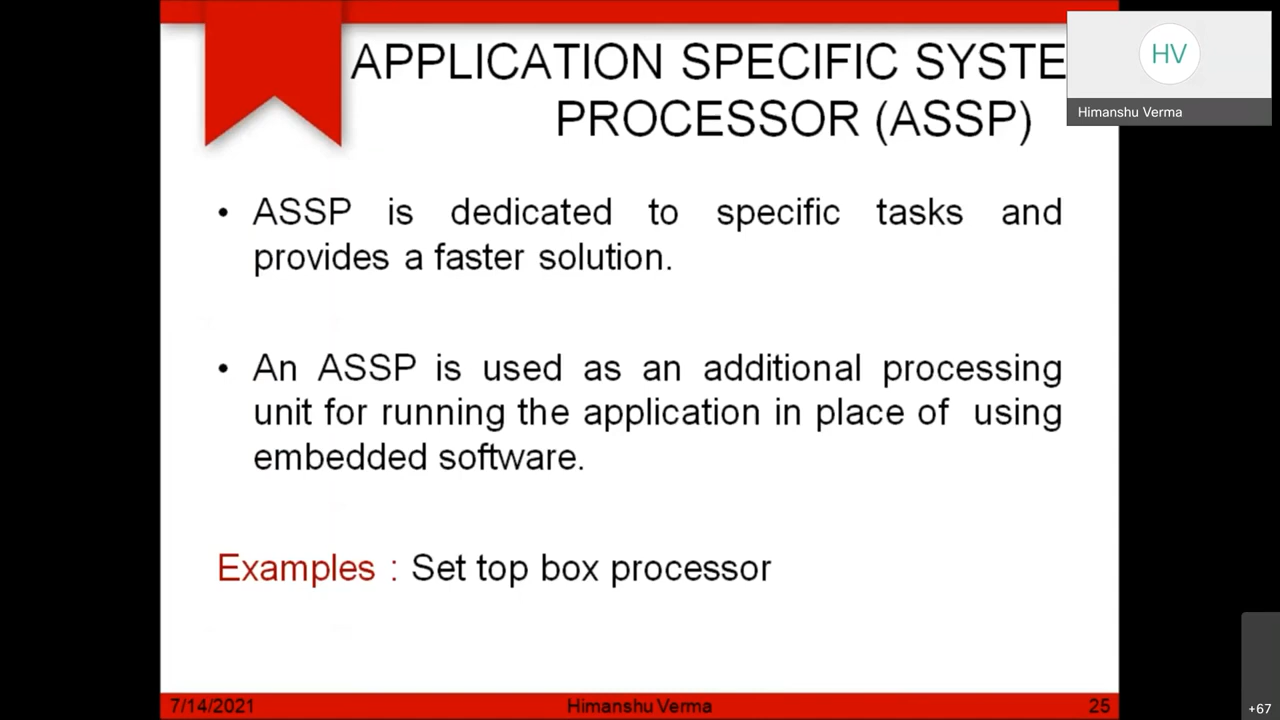 APPLICATION SPECIFIC SYSTE
PROCESSOR (ASSP)
HV
Himanshu Verma
• ASSP is dedicated to specific tasks and
provides a faster solution.
• An ASSP is used as an additional processing
unit for running the application in place of using
embedded software.
Examples : Set top box processor
7/14/2021 Himanshu Verma 25
+67